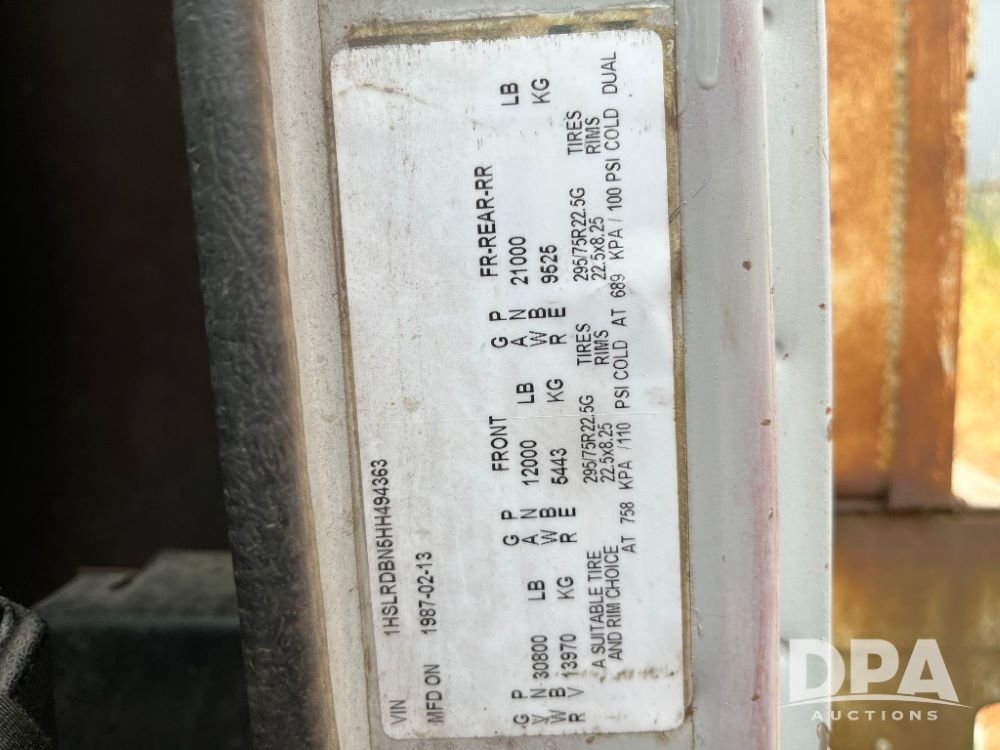 VIN 1HSLRDBN5HH494363
MFD ON 1987-02-13
FRONT FR-REAR-RR
G P G P G P
V N 30800 LB A N 12000 LB A N 21000 LB
W B 13970 KG W B 5443 KG W B 9525 KG
R V R E R E
A SUITABLE TIRE 295/75R22.5G TIRES 295/75R22.5G TIRES
AND RIM CHOICE 22.5x8.25 RIMS 22.5x8.25 RIMS
AT 758 KPA /110 PSI COLD AT 689 KPA / 100 PSI COLD DUAL
DPA
AUCTIONS